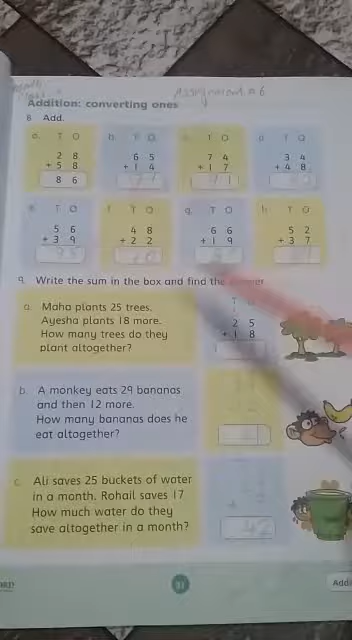 Assignment # 6
Addition: converting ones
8 Add.
a. T O h. T O c. T O d. T O
2 8 6 5 7 4 3 4
+ 5 8 + 1 4 + 1 7 + 4 8
8 6
e. T O f. T O g. T O h. T O
5 6 4 8 6 6 5 2
+ 3 9 + 2 2 + 1 9 + 3 7
9 Write the sum in the box and find the
a. Maha plants 25 trees.
Ayesha plants 18 more.
How many trees do they
plant altogether?
T O
2 5
+ 1 8
b. A monkey eats 29 bananas
and then 12 more.
How many bananas does he
eat altogether?
c. Ali saves 25 buckets of water
in a month. Rohail saves 17
How much water do they
save altogether in a month?
+
42
31
Addi